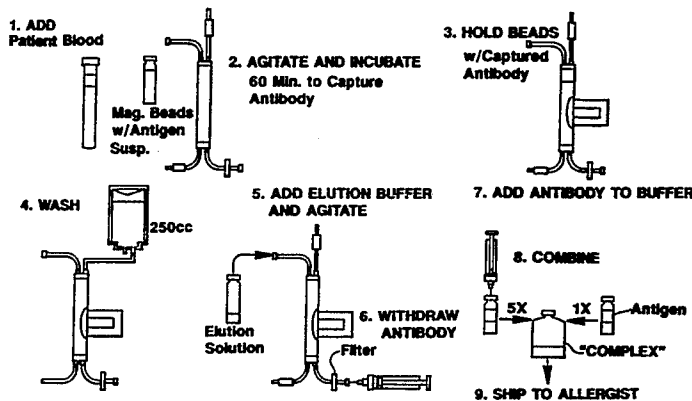 1. ADD
Patient Blood
Mag. Beads
w/Antigen
Susp.
2. AGITATE AND INCUBATE
60 Min. to Capture
Antibody
3. HOLD BEADS
w/Captured
Antibody
4. WASH
250cc
5. ADD ELUTION BUFFER
AND AGITATE
Elution
Solution
6. WITHDRAW
ANTIBODY
Filter
7. ADD ANTIBODY TO BUFFER
8. COMBINE
5X
1X
Antigen
"COMPLEX"
9. SHIP TO ALLERGIST